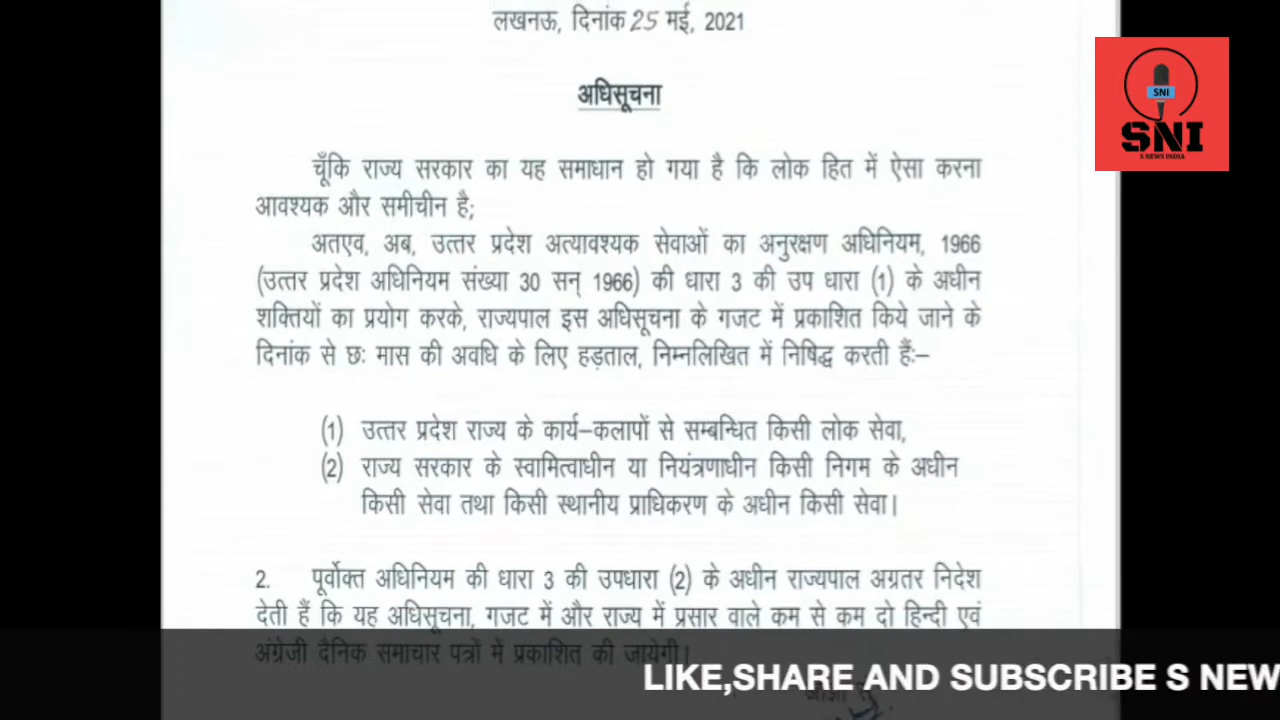 लखनऊ, दिनांक 25 मई, 2021
अधिसूचना
चूँकि राज्य सरकार का यह समाधान हो गया है कि लोक हित में ऐसा करना
आवश्यक और समीचीन है;
अतएव, अब, उत्तर प्रदेश अत्यावश्यक सेवाओं का अनुरक्षण अधिनियम, 1966
(उत्तर प्रदेश अधिनियम संख्या 30 सन् 1966) की धारा 3 की उप धारा (1) के अधीन
शक्तियों का प्रयोग करके, राज्यपाल इस अधिसूचना के गजट में प्रकाशित किये जाने के
दिनांक से छः मास की अवधि के लिए हड़ताल, निम्नलिखित में निषिद्ध करती हैं:–
(1) उत्तर प्रदेश राज्य के कार्य–कलापों से सम्बन्धित किसी लोक सेवा,
(2) राज्य सरकार के स्वामित्वाधीन या नियंत्रणाधीन किसी निगम के अधीन
किसी सेवा तथा किसी स्थानीय प्राधिकरण के अधीन किसी सेवा।
2. पूर्वोक्त अधिनियम की धारा 3 की उपधारा (2) के अधीन राज्यपाल अग्रतर निदेश
देती हैं कि यह अधिसूचना, गजट में और राज्य में प्रसार वाले कम से कम दो हिन्दी एवं
अंग्रेजी दैनिक समाचार पत्रों में प्रकाशित की जायेगी।
SNI
SNI
S NEWS INDIA
LIKE,SHARE AND SUBSCRIBE S NEW